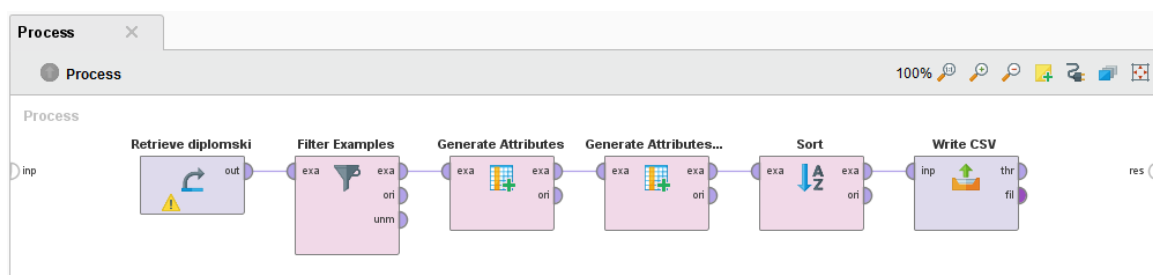 Process
Process
100%
Process
Retrieve diplomski
Filter Examples
Generate Attributes
Generate Attributes...
Sort
Write CSV
inp
out
exa
exa
ori
unm
exa
exa
ori
exa
exa
ori
exa
A
Z
exa
ori
inp
thr
fil
res